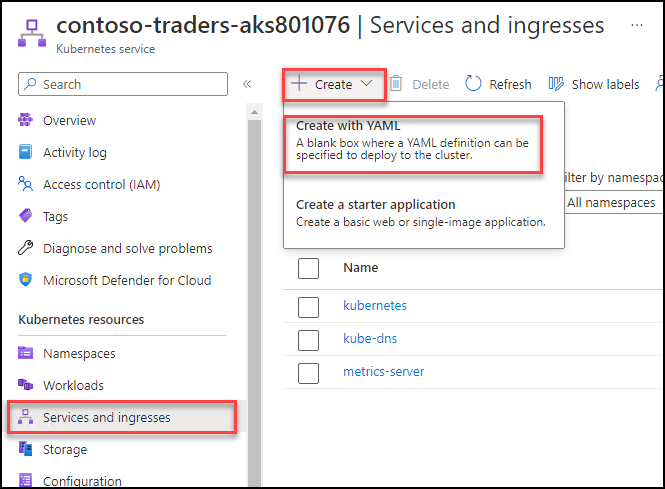 contoso-traders-aks801076 | Services and ingresses ...
Kubernetes service
Search
«
Create
Delete
Refresh
Show labels
Overview
Activity log
Access control (IAM)
Tags
Diagnose and solve problems
Microsoft Defender for Cloud
Kubernetes resources
Namespaces
Workloads
Services and ingresses
Storage
Configuration
Create with YAML
A blank box where a YAML definition can be
specified to deploy to the cluster.
Create a starter application
Create a basic web or single-image application.
ilter by namespac
All namespaces
Name
kubernetes
kube-dns
metrics-server